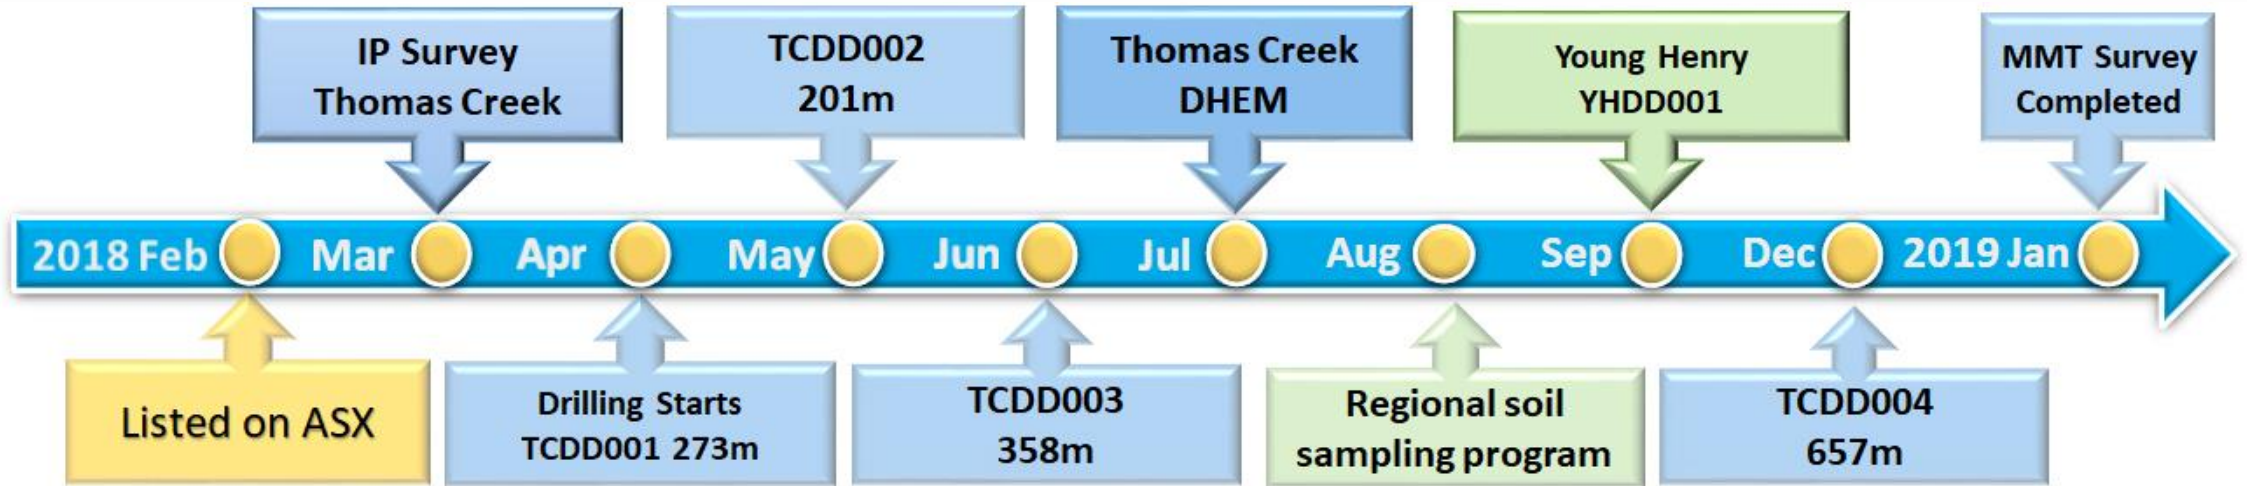 IP Survey
Thomas Creek
TCDD002
201m
Thomas Creek
DHEM
Young Henry
YHDD001
MMT Survey
Completed
2018 Feb Mar Apr May Jun Jul Aug Sep Dec 2019 Jan
Listed on ASX
Drilling Starts
TCDD001 273m
TCDD003
358m
Regional soil
sampling program
TCDD004
657m